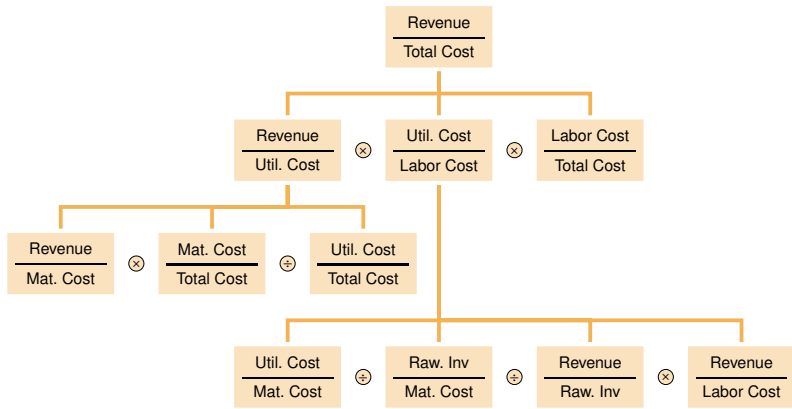 Revenue
Total Cost
Revenue
Util. Cost
×
Util. Cost
Labor Cost
×
Labor Cost
Total Cost
Revenue
Mat. Cost
×
Mat. Cost
Total Cost
÷
Util. Cost
Total Cost
Util. Cost
Mat. Cost
÷
Raw. Inv
Mat. Cost
÷
Revenue
Raw. Inv
×
Revenue
Labor Cost